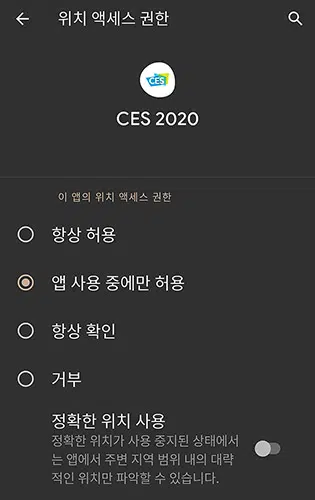 위치 액세스 권한
CES
CES 2020
이 앱의 위치 액세스 권한
항상 허용
앱 사용 중에만 허용
항상 확인
거부
정확한 위치 사용
정확한 위치가 사용 중지된 상태에서
는 앱에서 주변 지역 범위 내의 대략
적인 위치만 파악할 수 있습니다.